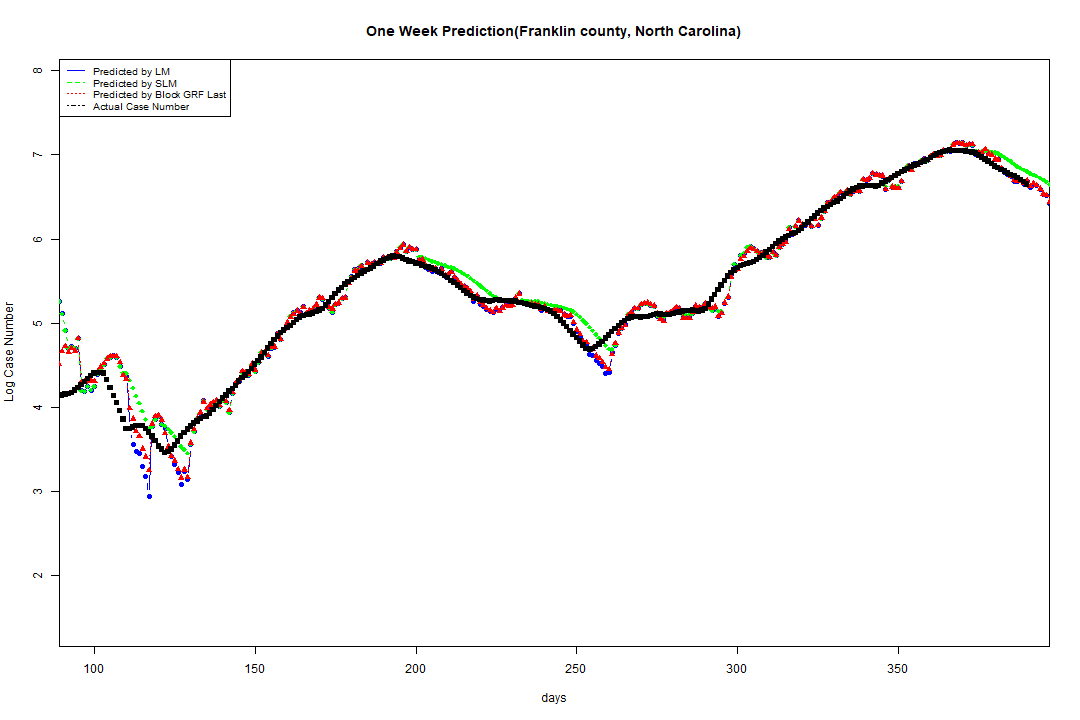 One Week Prediction(Franklin county, North Carolina)
Predicted by LM
Predicted by SLM
Predicted by Block GRF Last
Actual Case Number
8
7
6
5
4
3
2
Log Case Number
100 150 200 250 300 350
days